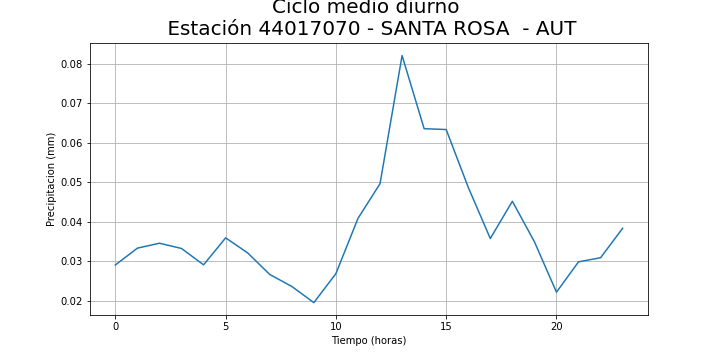 Ciclo medio diurno
Estación 44017070 - SANTA ROSA  - AUT
0.08
0.07
0.06
0.05
0.04
0.03
0.02
Precipitacion (mm)
0 5 10 15 20
Tiempo (horas)